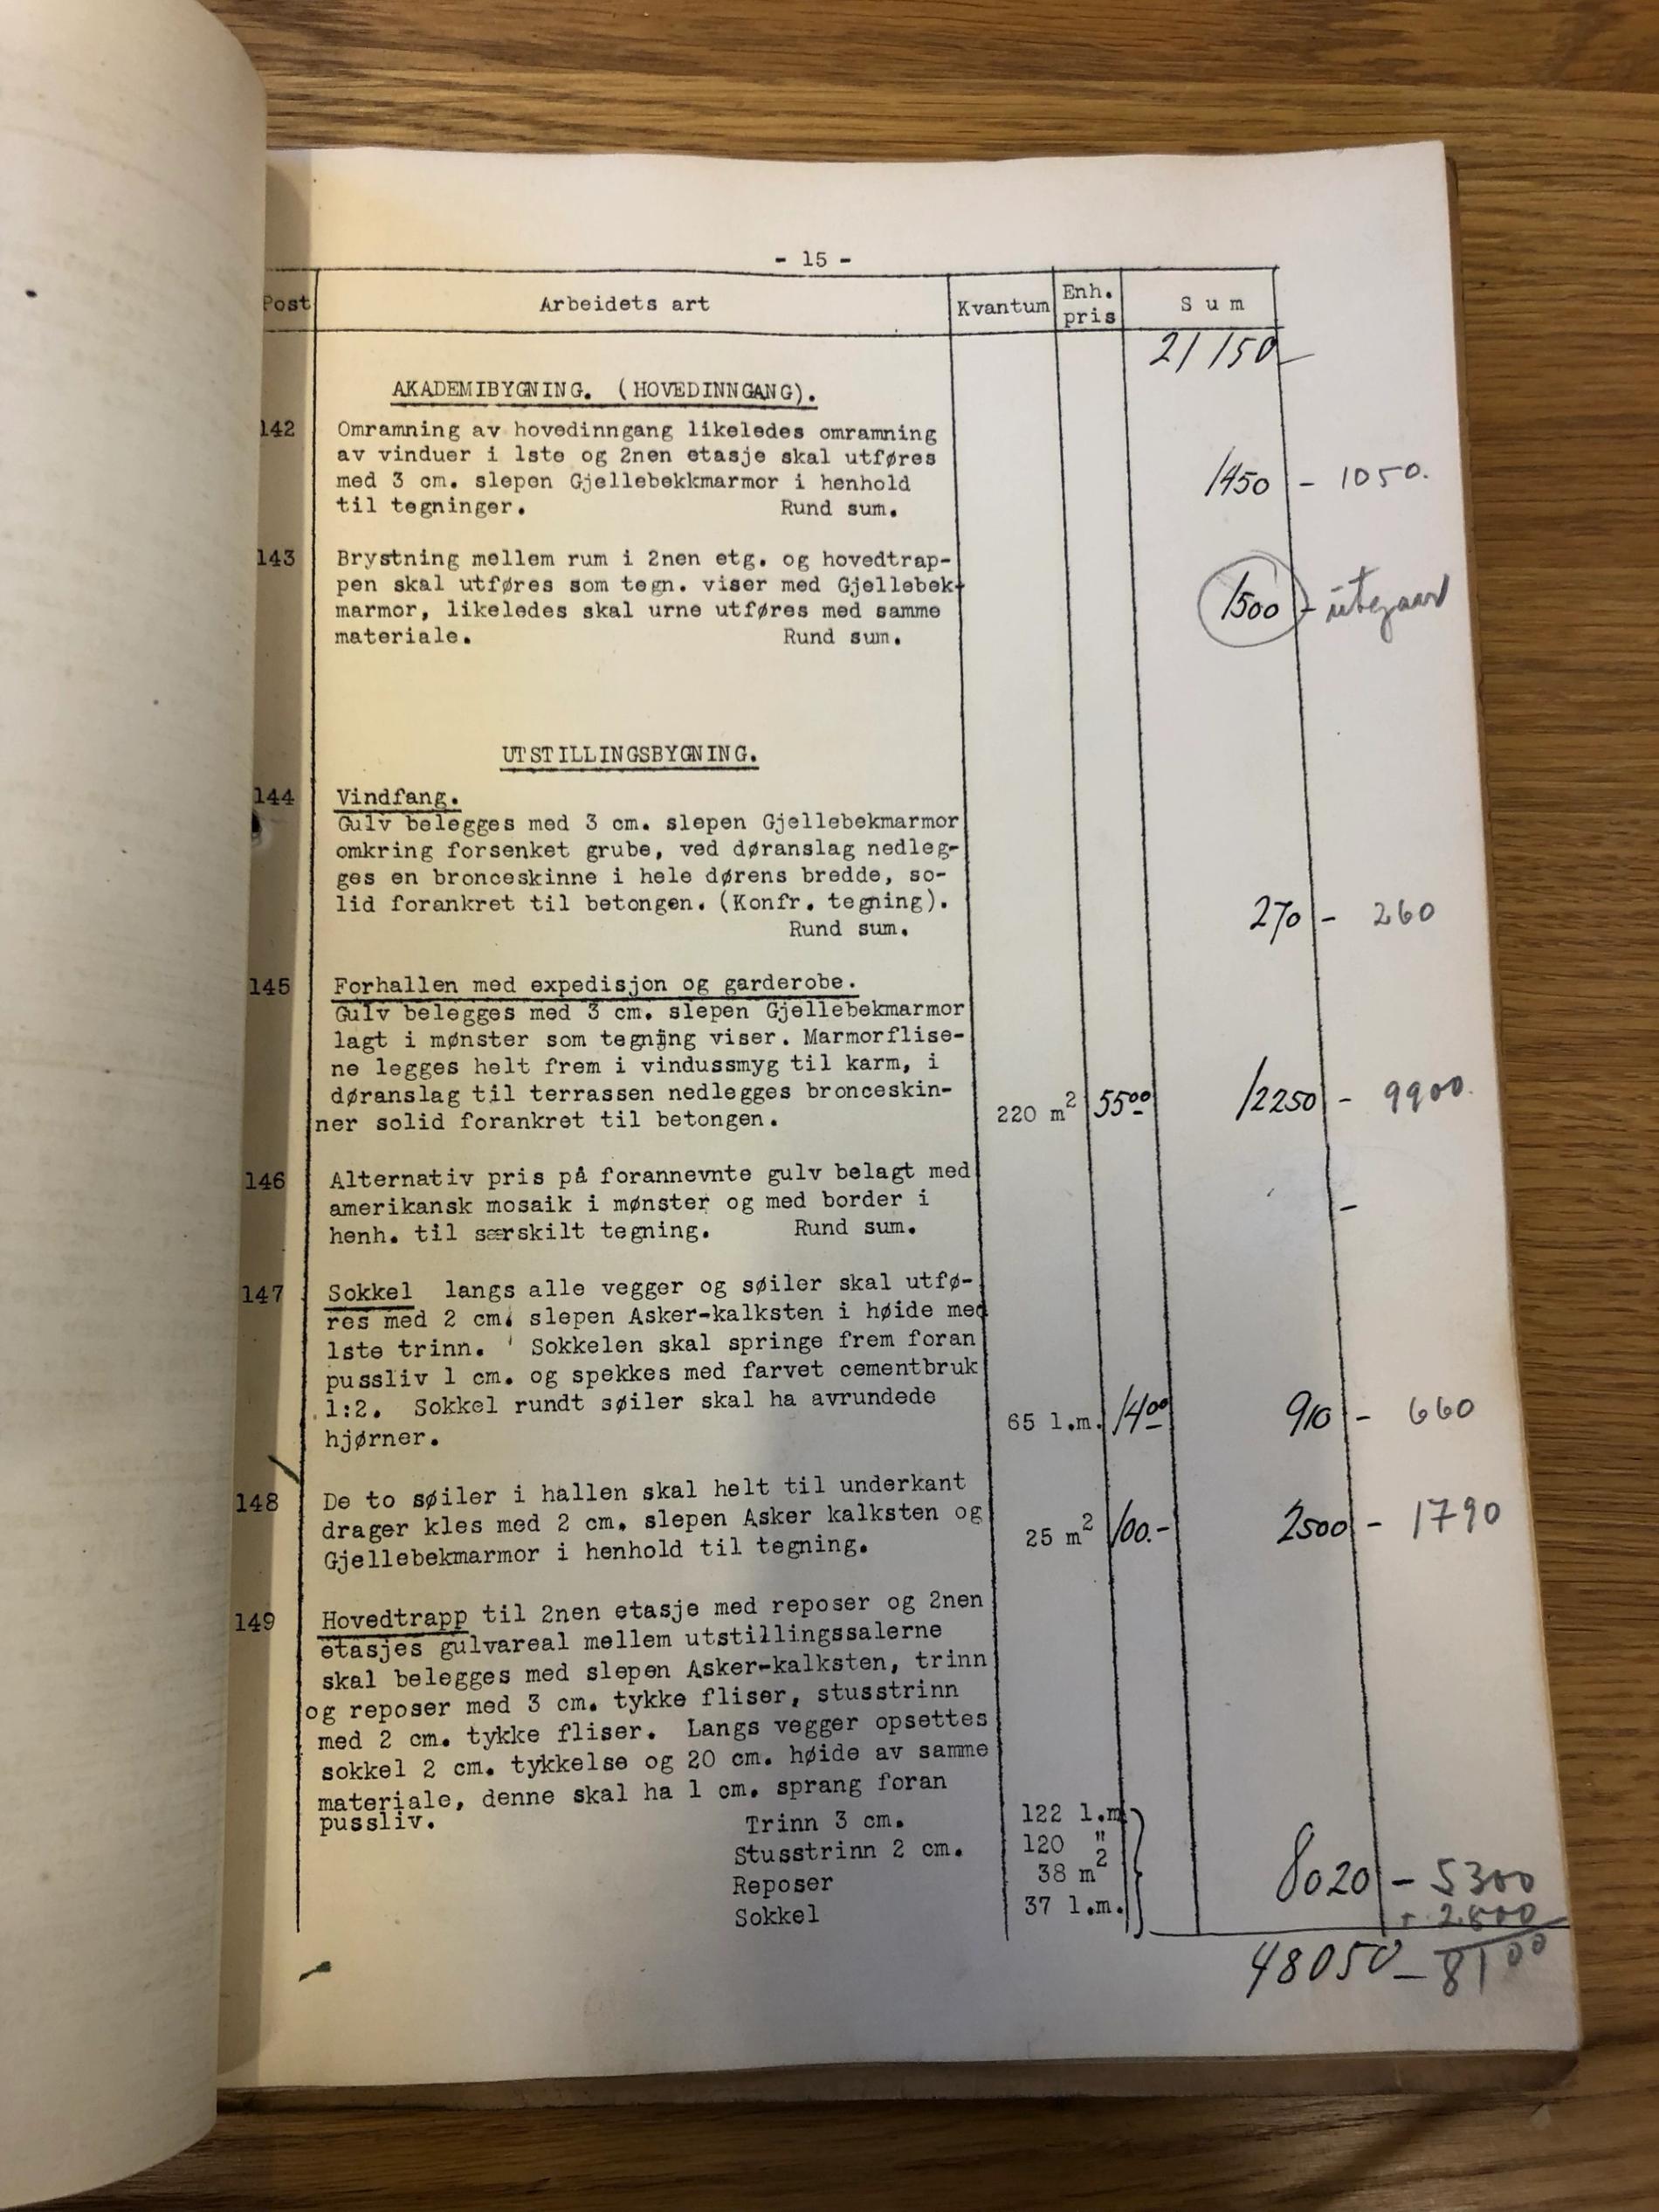 - 15 -
Post Arbeidets art Kvantum Enh. pris Sum
21150-
AKADEMIBYGNING. (HOVEDINNGANG).
142 Omramning av hovedinngang likeledes omramning
av vinduer i 1ste og 2nen etasje skal utføres
med 3 cm. slepen Gjellebekkmarmor i henhold 1450 - 1050.
til tegninger. Rund sum.
143 Brystning mellem rum i 2nen etg. og hovedtrap-
pen skal utføres som tegn. viser med Gjellebek-
marmor, likeledes skal urne utføres med samme 1500 - utgaar
materiale. Rund sum.
UTSTILLINGSBYGNING.
144 Vindfang.
Gulv belegges med 3 cm. slepen Gjellebekmarmor
omkring forsenket grube, ved døranslag nedleg-
ges en bronceskinne i hele dørens bredde, so-
lid forankret til betongen. (Konfr. tegning). 270 - 260
Rund sum.
145 Forhallen med expedisjon og garderobe.
Gulv belegges med 3 cm. slepen Gjellebekmarmor
lagt i mønster som tegning viser. Marmorflise-
ne legges helt frem i vindussmyg til karm, i
døranslag til terrassen nedlegges bronceskin-
ner solid forankret til betongen. 220 m² 55.00 12250 - 9900.
146 Alternativ pris på forannevnte gulv belagt med
amerikansk mosaik i mønster og med border i
henh. til særskilt tegning. Rund sum. -
147 Sokkel langs alle vegger og søiler skal utfø-
res med 2 cm. slepen Asker-kalksten i høide med
1ste trinn. Sokkelen skal springe frem foran
pussliv 1 cm. og spekkes med farvet cementbruk
1:2. Sokkel rundt søiler skal ha avrundede
hjørner. 65 l.m. 14.00 910 - 660
148 De to søiler i hallen skal helt til underkant
drager kles med 2 cm. slepen Asker kalksten og
Gjellebekmarmor i henhold til tegning. 25 m² 100.- 2500 - 1790
149 Hovedtrapp til 2nen etasje med reposer og 2nen
etasjes gulvareal mellem utstillingssalerne
skal belegges med slepen Asker-kalksten, trinn
og reposer med 3 cm. tykke fliser, stusstrinn
med 2 cm. tykke fliser. Langs vegger opsettes
sokkel 2 cm. tykkelse og 20 cm. høide av samme
materiale, denne skal ha 1 cm. sprang foran
pussliv.
Trinn 3 cm. 122 l.m.
Stusstrinn 2 cm. 120 "
Reposer 38 m² 8020 - 5300
Sokkel 37 l.m. + 2800
48050 - 8100